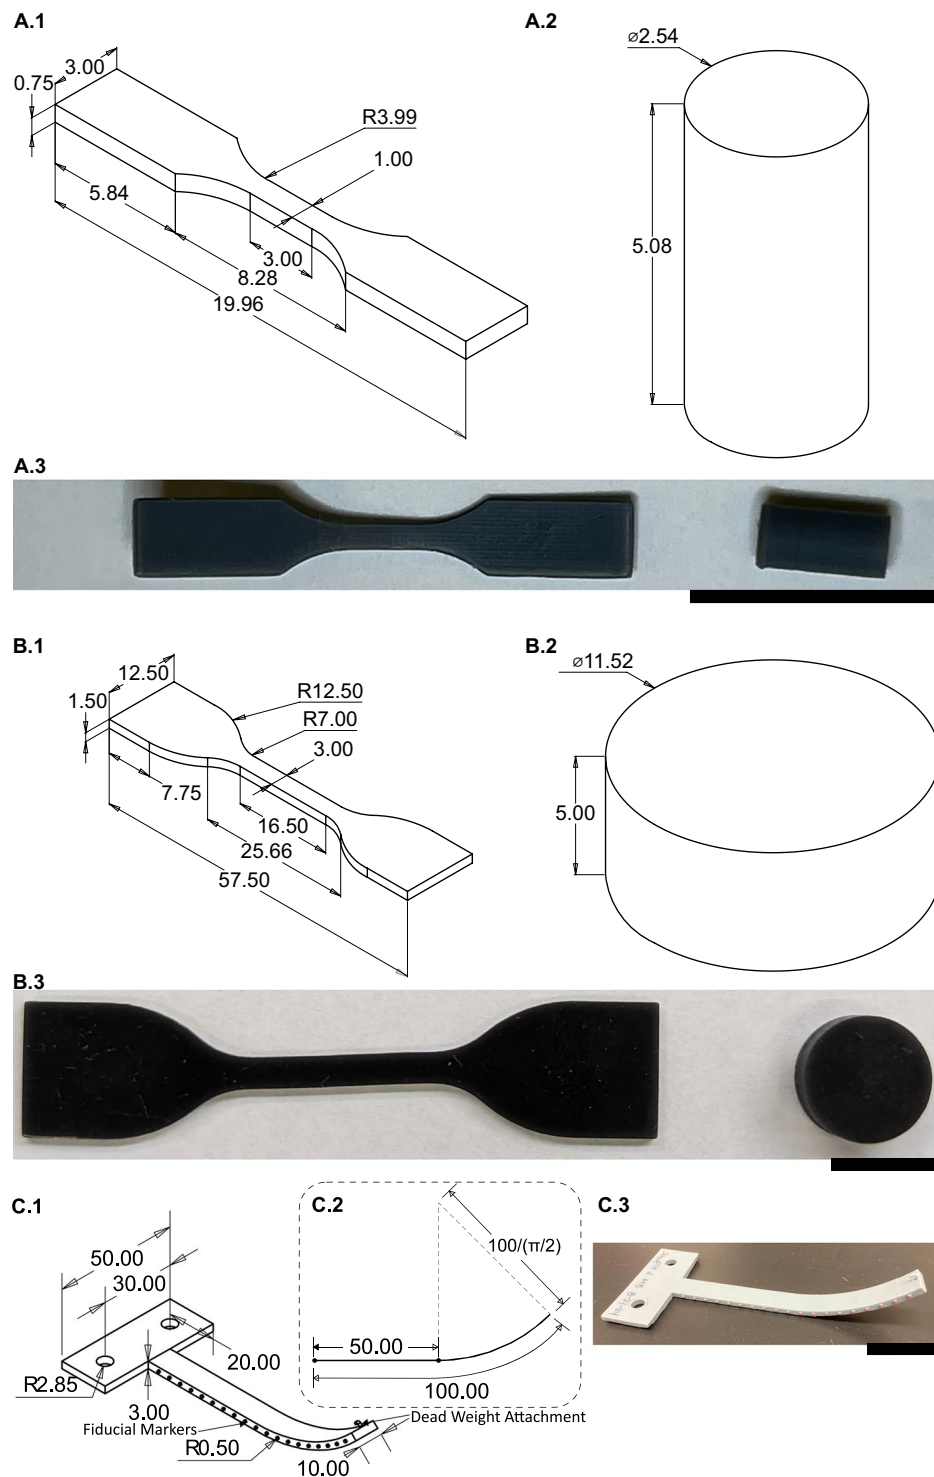 A.1
3.00
0.75
R3.99
1.00
5.84
3.00
8.28
19.96
A.2
⌀2.54
5.08
A.3
B.1
12.50
1.50
R12.50
R7.00
3.00
7.75
16.50
25.66
57.50
B.2
⌀11.52
5.00
B.3
C.1
50.00
30.00
20.00
R2.85
3.00
Fiducial Markers
R0.50
10.00
Dead Weight Attachment
C.2
100/(π/2)
50.00
100.00
C.3